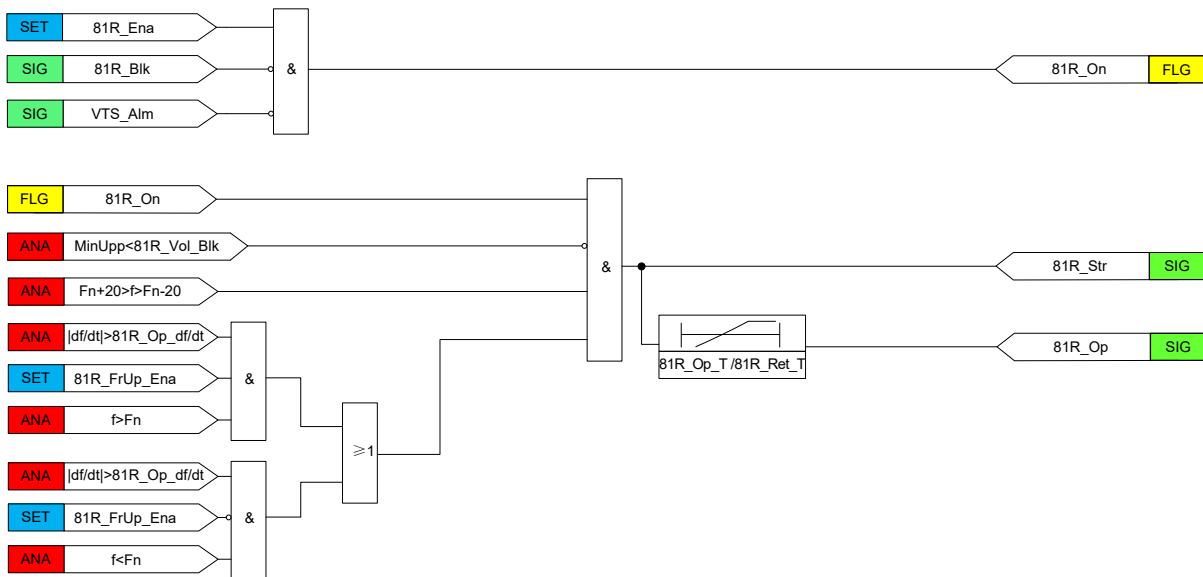 SET 81R_Ena
SIG 81R_Blk
SIG VTS_Alm
&
81R_On FLG
FLG 81R_On
ANA MinUpp<81R_Vol_Blk
ANA Fn+20>f>Fn-20
&
81R_Str SIG
ANA |df/dt|>81R_Op_df/dt
SET 81R_FrUp_Ena
ANA f>Fn
&
81R_Op_T /81R_Ret_T
81R_Op SIG
≥1
ANA |df/dt|>81R_Op_df/dt
SET 81R_FrUp_Ena
ANA f<Fn
&